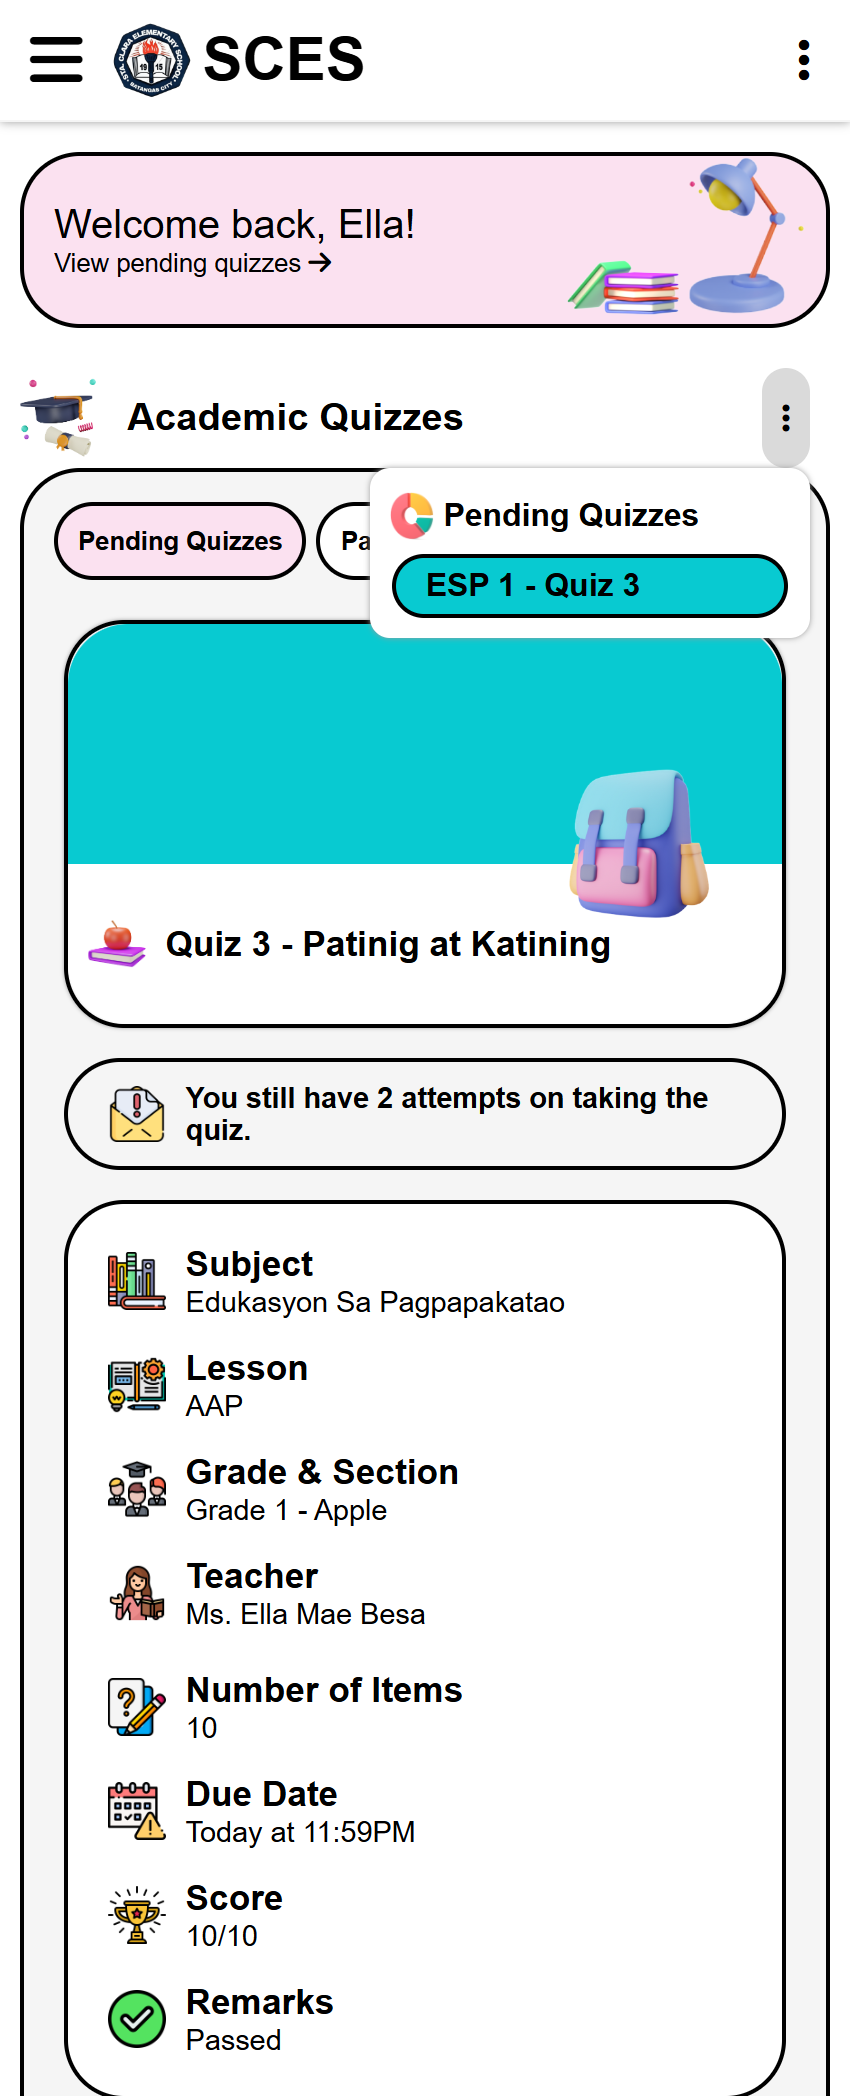 STA. CLARA ELEMENTARY SCHOOL
19 15
BATANGAS CITY
SCES
Welcome back, Ella!
View pending quizzes →
Academic Quizzes
Pending Quizzes
ESP 1 - Quiz 3
Pending Quizzes
Pa
Quiz 3 - Patinig at Katining
You still have 2 attempts on taking the
quiz.
Subject
Edukasyon Sa Pagpapakatao
Lesson
AAP
Grade & Section
Grade 1 - Apple
Teacher
Ms. Ella Mae Besa
Number of Items
10
Due Date
Today at 11:59PM
Score
10/10
Remarks
Passed